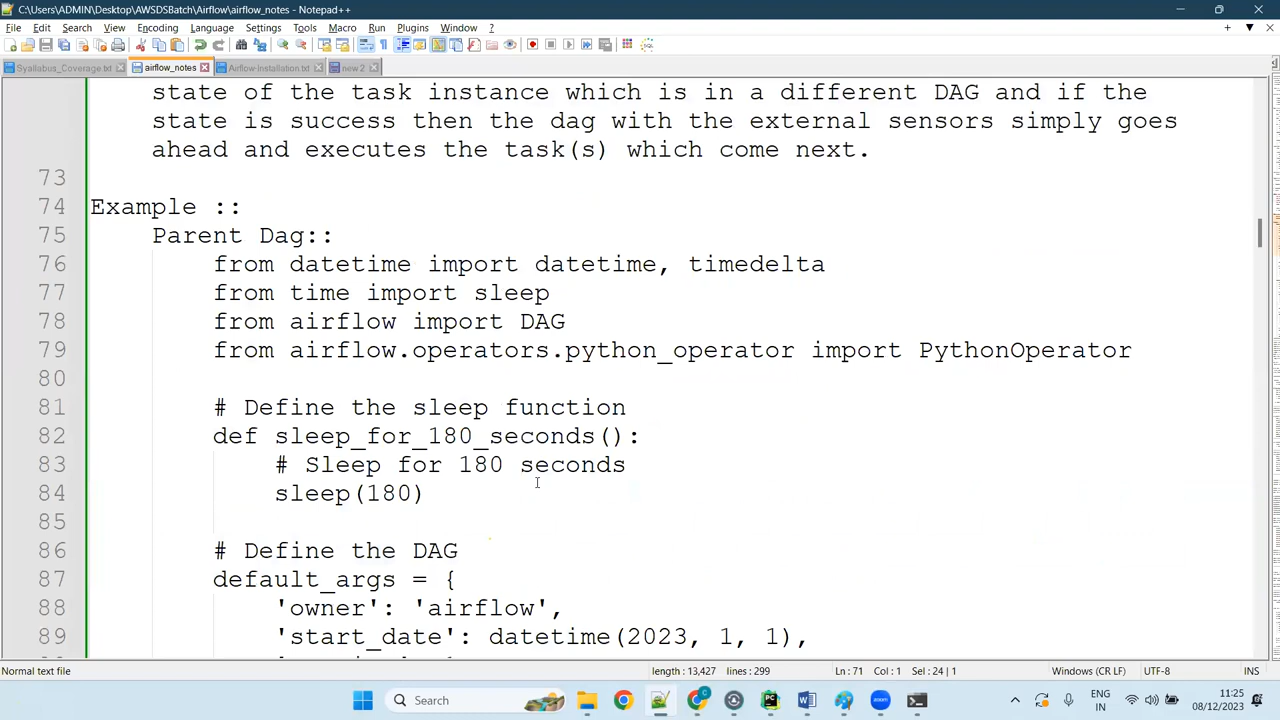 C:\Users\ADMIN\Desktop\AWSDSBatch\Airflow\airflow_notes - Notepad++
File Edit Search View Encoding Language Settings Tools Macro Run Plugins Window ?
Syallabus_Coverage.txt airflow_notes Airflow-installation.txt new 2
state of the task instance which is in a different DAG and if the
state is success then the dag with the external sensors simply goes
ahead and executes the task(s) which come next.
73
74 Example ::
75 Parent Dag::
76 from datetime import datetime, timedelta
77 from time import sleep
78 from airflow import DAG
79 from airflow.operators.python_operator import PythonOperator
80
81 # Define the sleep function
82 def sleep_for_180_seconds():
83 # Sleep for 180 seconds
84 sleep(180)
85
86 # Define the DAG
87 default_args = {
88 'owner': 'airflow',
89 'start_date': datetime(2023, 1, 1),
Normal text file length : 13,427 lines : 299 Ln : 71 Col : 1 Sel : 24 | 1 Windows (CR LF) UTF-8 INS
Search ENG 11:25
IN 08/12/2023